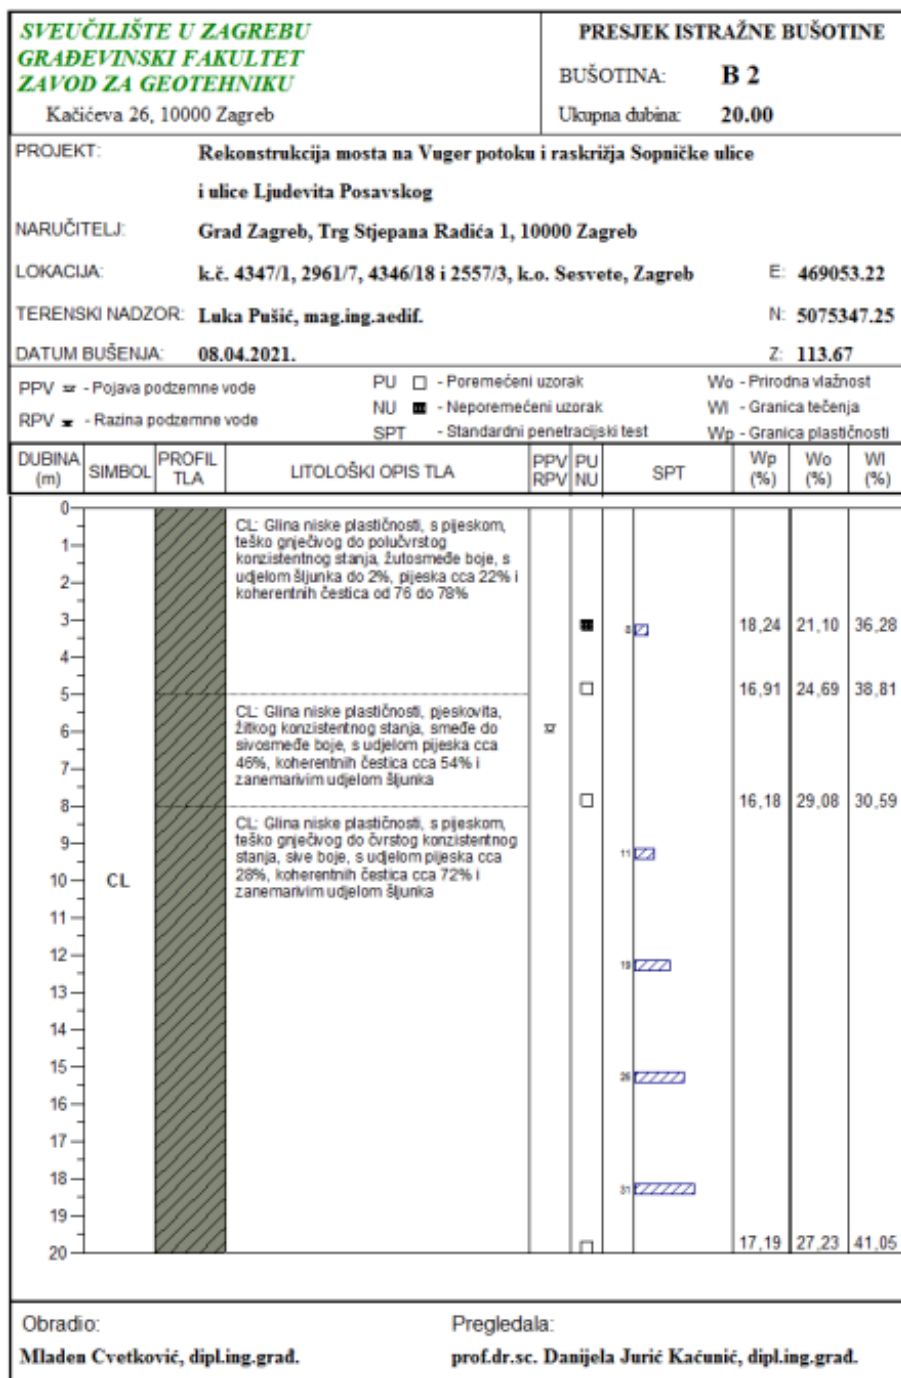 SVEUČILIŠTE U ZAGREBU
GRAĐEVINSKI FAKULTET
ZAVOD ZA GEOTEHNIKU
Kačićeva 26, 10000 Zagreb
PRESJEK ISTRAŽNE BUŠOTINE
BUŠOTINA: B 2
Ukupna dubina: 20.00
PROJEKT: Rekonstrukcija mosta na Vuger potoku i raskrižja Sopničke ulice
i ulice Ljudevita Posavskog
NARUČITELJ: Grad Zagreb, Trg Stjepana Radića 1, 10000 Zagreb
LOKACIJA: k.č. 4347/1, 2961/7, 4346/18 i 2557/3, k.o. Sesvete, Zagreb E: 469053.22
TERENSKI NADZOR: Luka Pušić, mag.ing.aedif. N: 5075347.25
DATUM BUŠENJA: 08.04.2021. Z: 113.67
PPV - Pojava podzemne vode
RPV - Razina podzemne vode
PU - Poremećeni uzorak
NU - Neporemećeni uzorak
SPT - Standardni penetracijski test
Wo - Prirodna vlažnost
Wl - Granica tečenja
Wp - Granica plastičnosti
DUBINA (m)
SIMBOL
PROFIL TLA
LITOLOŠKI OPIS TLA
PPV RPV
PU NU
SPT
Wp (%)
Wo (%)
Wl (%)
0
CL: Glina niske plastičnosti, s pijeskom,
1
teško gnječivog do polučvrstog
konzistentnog stanja, žutosmeđe boje, s
2
udjelom šljunka do 2%, pijeska cca 22% i
koherentnih čestica od 76 do 78%
3
8
18,24 21,10 36,28
4
5
16,91 24,69 38,81
CL: Glina niske plastičnosti, pjeskovita,
žitkog konzistentnog stanja, smeđe do
6
sivosmeđe boje, s udjelom pijeska cca
46%, koherentnih čestica cca 54% i
7
zanemarivim udjelom šljunka
8
16,18 29,08 30,59
CL: Glina niske plastičnosti, s pijeskom,
teško gnječivog do čvrstog konzistentnog
9
11
stanja, sive boje, s udjelom pijeska cca
28%, koherentnih čestica cca 72% i
10
CL
zanemarivim udjelom šljunka
11
12
19
13
14
15
26
16
17
18
31
19
20
17,19 27,23 41,05
Obradio:
Mladen Cvetković, dipl.ing.građ.
Pregledala:
prof.dr.sc. Danijela Jurić Kaćunić, dipl.ing.građ.